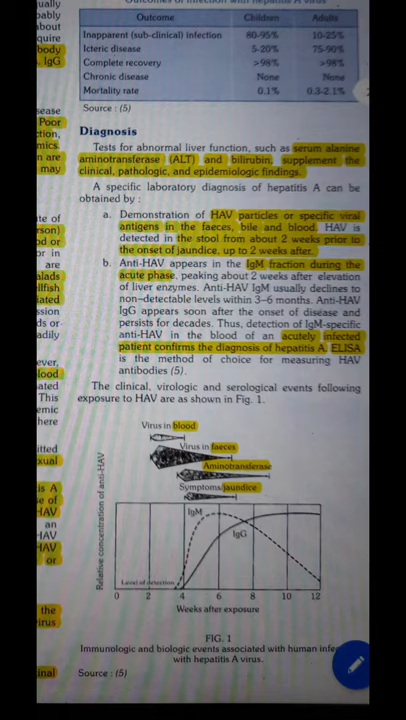 Outcomes of infection with hepatitis A virus
Outcome Children Adults
Inapparent (sub-clinical) infection 80-95% 10-25%
Icteric disease 5-20% 75-90%
Complete recovery >98% >98%
Chronic disease None None
Mortality rate 0.1% 0.3-2.1%
Source : (5)
Diagnosis
Tests for abnormal liver function, such as serum alanine
aminotransferase (ALT) and bilirubin, supplement the
clinical, pathologic, and epidemiologic findings.
A specific laboratory diagnosis of hepatitis A can be
obtained by :
a. Demonstration of HAV particles or specific viral
antigens in the faeces, bile and blood. HAV is
detected in the stool from about 2 weeks prior to
the onset of jaundice, up to 2 weeks after.
b. Anti-HAV appears in the IgM fraction during the
acute phase, peaking about 2 weeks after elevation
of liver enzymes. Anti-HAV IgM usually declines to
non-detectable levels within 3-6 months. Anti-HAV
IgG appears soon after the onset of disease and
persists for decades. Thus, detection of IgM-specific
anti-HAV in the blood of an acutely infected
patient confirms the diagnosis of hepatitis A. ELISA
is the method of choice for measuring HAV
antibodies (5).
The clinical, virologic and serological events following
exposure to HAV are as shown in Fig. 1.
Virus in blood
Virus in faeces
Aminotransferase
Symptoms/jaundice
Relative concentration of anti-HAV
IgM
IgG
Level of detection
0 2 4 6 8 10 12
Weeks after exposure
FIG. 1
Immunologic and biologic events associated with human infec
with hepatitis A virus.
Source : (5)